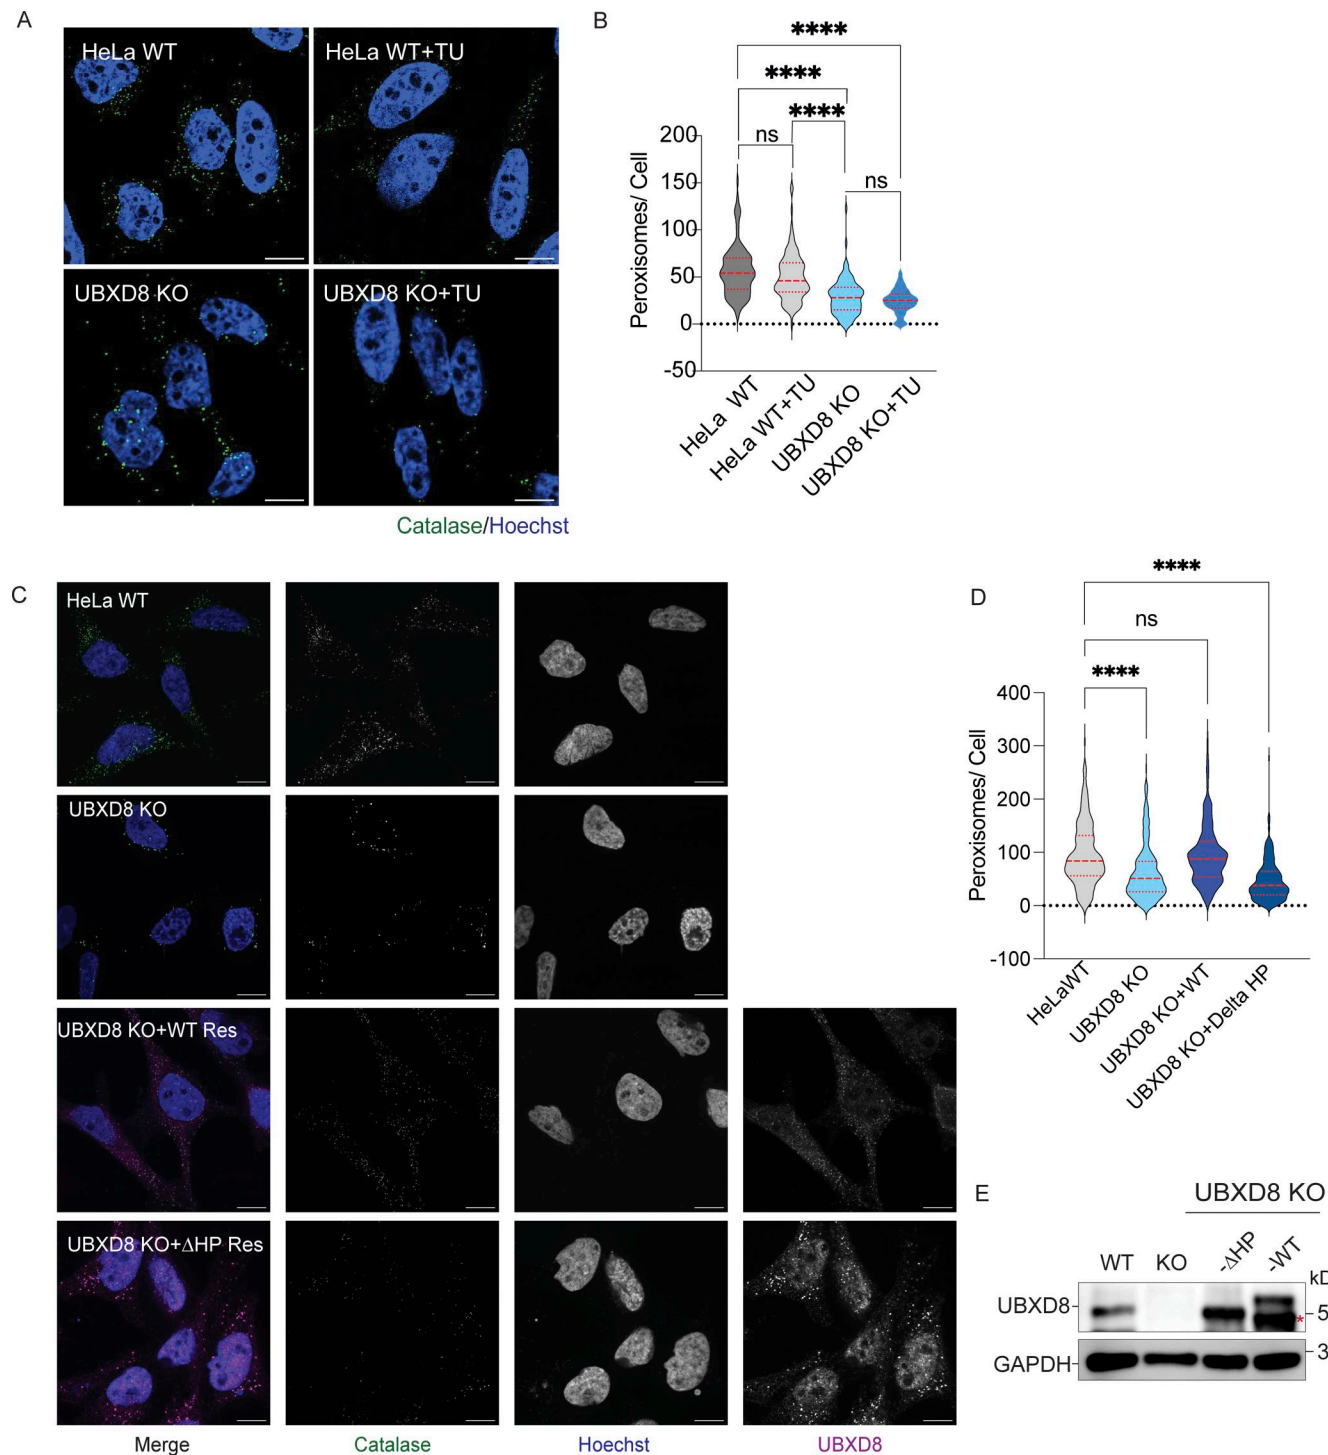 A
HeLa WT
HeLa WT+TU
UBXD8 KO
UBXD8 KO+TU
Catalase/Hoechst
B
****
****
****
ns
ns
Peroxisomes/ Cell
200
150
100
50
0
-50
HeLa WT
HeLa WT+TU
UBXD8 KO
UBXD8 KO+TU
C
HeLa WT
UBXD8 KO
UBXD8 KO+WT Res
UBXD8 KO+ΔHP Res
Merge
Catalase
Hoechst
UBXD8
D
****
ns
****
Peroxisomes/ Cell
400
300
200
100
0
-100
HeLaWT
UBXD8 KO
UBXD8 KO+WT
UBXD8 KO+Delta HP
E
UBXD8 KO
WT
KO
-ΔHP
-WT
kD
UBXD8
5
*
GAPDH
3